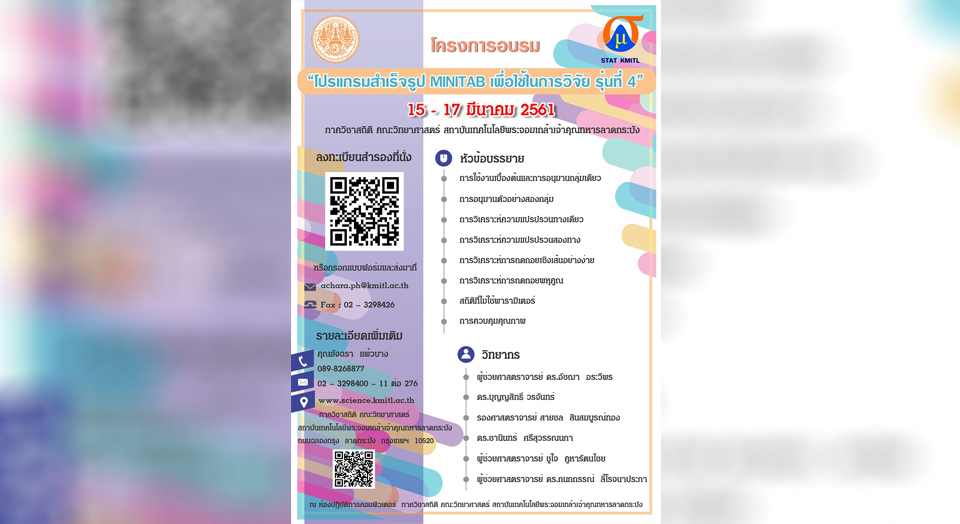 STAT KMITL
โครงการอบรม
“โปรแกรมสำเร็จรูป MINITAB เพื่อใช้ในการวิจัย รุ่นที่ 4”
15 - 17 มีนาคม 2561
ภาควิชาสถิติ คณะวิทยาศาสตร์ สถาบันเทคโนโลยีพระจอมเกล้าเจ้าคุณทหารลาดกระบัง
ลงทะเบียนสำรองที่นั่ง
หรือกรอกแบบฟอร์มและส่งมาที่
achara.ph@kmitl.ac.th
Fax : 02 - 3298426
รายละเอียดเพิ่มเติม
คุณอัจฉรา แพ้วบาง
089-8268877
02 - 3298400 - 11 ต่อ 276
www.science.kmitl.ac.th
ภาควิชาสถิติ คณะวิทยาศาสตร์
สถาบันเทคโนโลยีพระจอมเกล้าเจ้าคุณทหารลาดกระบัง
ถนนฉลองกรุง ลาดกระบัง กรุงเทพฯ 10520
หัวข้อบรรยาย
การใช้งานเบื้องต้นและการอนุมานกลุ่มเดียว
การอนุมานตัวอย่างสองกลุ่ม
การวิเคราะห์ความแปรปรวนทางเดียว
การวิเคราะห์ความแปรปรวนสองทาง
การวิเคราะห์การถดถอยเชิงเส้นอย่างง่าย
การวิเคราะห์การถดถอยพหุคูณ
สถิติที่ไม่ใช้พารามิเตอร์
การควบคุมคุณภาพ
วิทยากร
ผู้ช่วยศาสตราจารย์ ดร.อัชฌา อระวีพร
ดร.บุญญสิทธิ์ วรจันทร์
รองศาสตราจารย์ สายชล สินสมบูรณ์ทอง
ดร.ยานินทร์ ศรีสุวรรณนภา
ผู้ช่วยศาสตราจารย์ ชูใจ คูหารัตนไชย
ผู้ช่วยศาสตราจารย์ ดร.กนกกรรณ์ ลี้โรจนาประภา
ณ ห้องปฏิบัติการคอมพิวเตอร์ ภาควิชาสถิติ คณะวิทยาศาสตร์ สถาบันเทคโนโลยีพระจอมเกล้าเจ้าคุณทหารลาดกระบัง